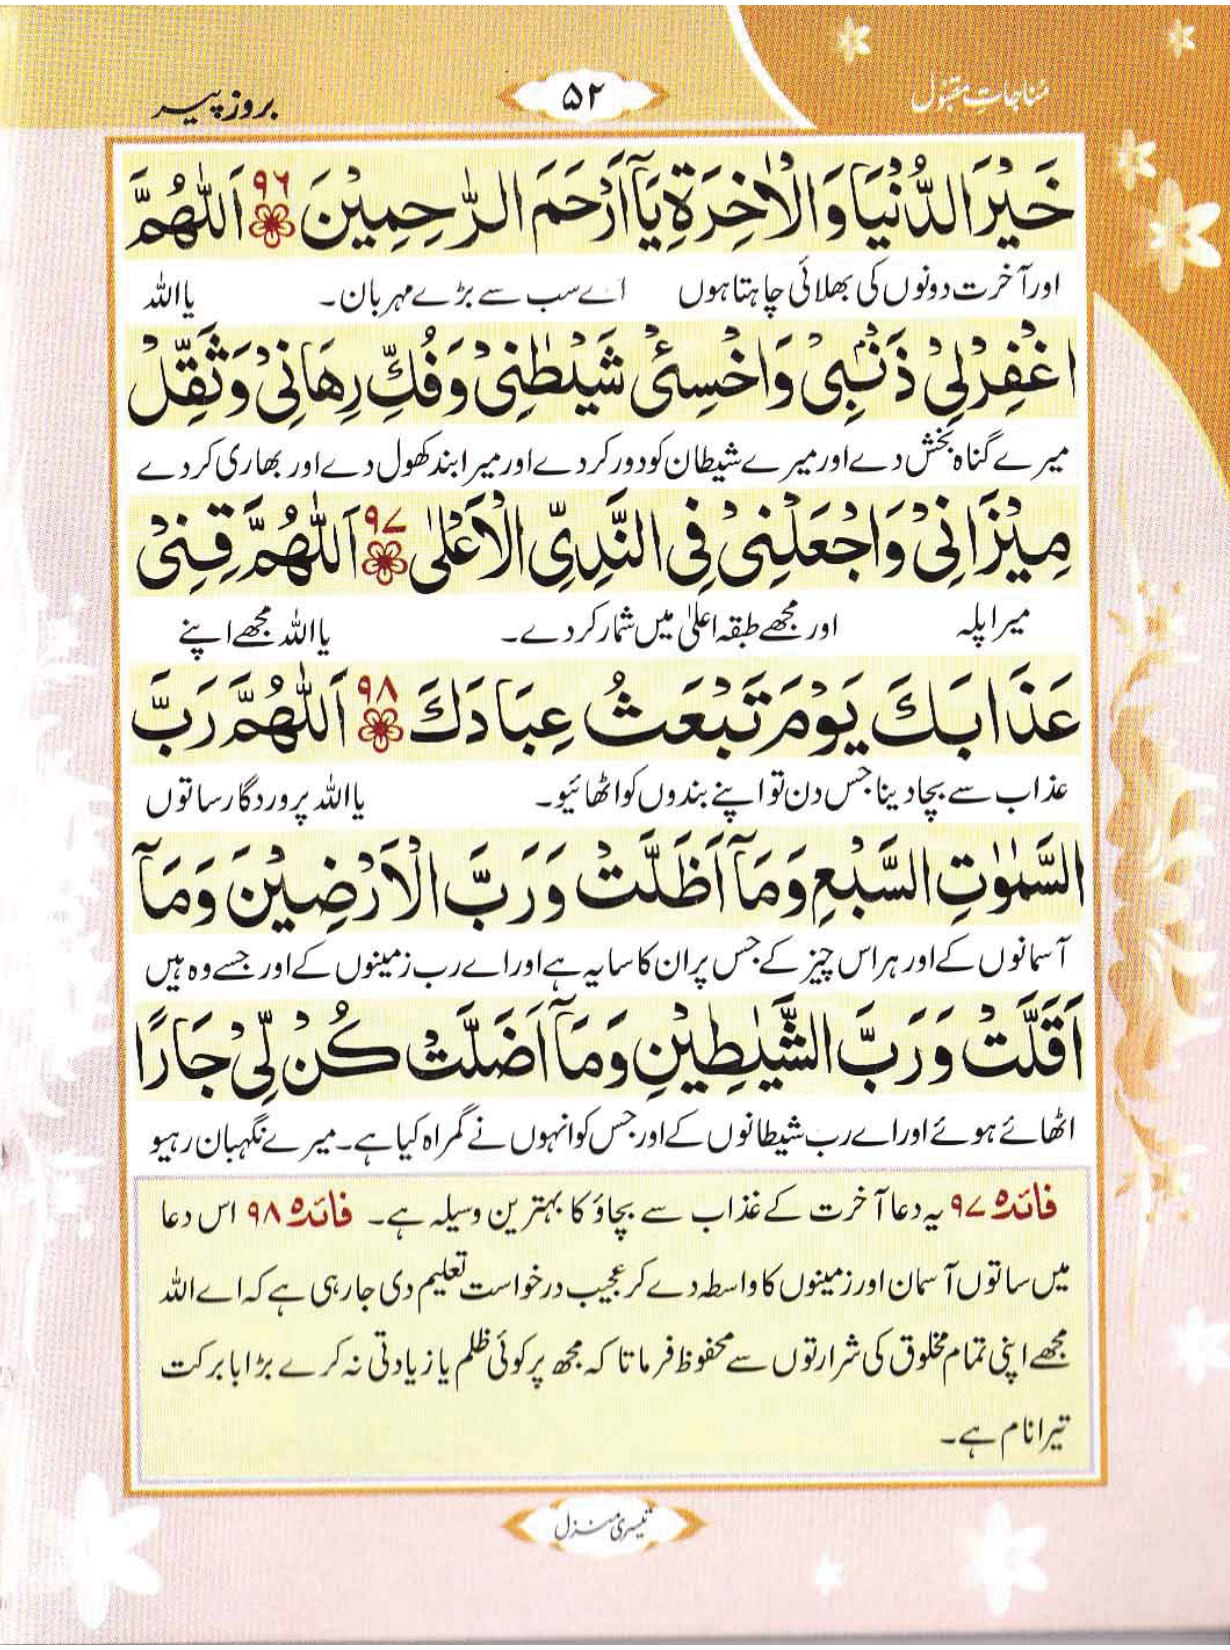 مُناجاتِ مقبُول
۵۲
بروز پیر
خَیْرَ الدُّنْیَا وَالْاٰخِرَۃِ یَاۤ اَرْحَمَ الرّٰحِمِیْنَ ۹۶ اَللّٰھُمَّ
اور آخرت دونوں کی بھلائی چاہتا ہوں اے سب سے بڑے مہربان۔ یا اللہ
اغْفِرْلِیْ ذَنْۢبِیْ وَاخْسِئْ شَیْطٰنِیْ وَفُکِّ رِھَانِیْ وَثَقِّلْ
میرے گناہ بخش دے اور میرے شیطان کو دور کر دے اور میرا بند کھول دے اور بھاری کر دے
مِیْزَانِیْ وَاجْعَلْنِیْ فِی النَّدِیِّ الْاَعْلٰی ۹۷ اَللّٰھُمَّ قِنِیْ
میرا پلہ اور مجھے طبقہ اعلیٰ میں شمار کر دے۔ یا اللہ مجھے اپنے
عَذَابَکَ یَوْمَ تَبْعَثُ عِبَادَکَ ۹۸ اَللّٰھُمَّ رَبَّ
عذاب سے بچا دینا جس دن تو اپنے بندوں کو اٹھائیو۔ یا اللہ پروردگار ساتوں
السَّمٰوٰتِ السَّبْعِ وَمَاۤ اَظَلَّتْ وَرَبَّ الْاَرْضِیْنَ وَمَاۤ
آسمانوں کے اور ہر اس چیز کے جس پر ان کا سایہ ہے اور اے رب زمینوں کے اور جسے وہ ہیں
اَقَلَّتْ وَرَبَّ الشَّیٰطِیْنِ وَمَاۤ اَضَلَّتْ کُنْ لِّیْ جَارًا
اٹھائے ہوئے اور اے رب شیطانوں کے اور جس کو انہوں نے گمراہ کیا ہے۔ میرے نگہبان رہیو
فائدہ ۹۷ یہ دعا آخرت کے عذاب سے بچاؤ کا بہترین وسیلہ ہے۔ فائدہ ۹۸ اس دعا
میں ساتوں آسمان اور زمینوں کا واسطہ دے کر عجیب درخواست تعلیم دی جا رہی ہے کہ اے اللہ
مجھے اپنی تمام مخلوق کی شرارتوں سے محفوظ فرما تا کہ مجھ پر کوئی ظلم یا زیادتی نہ کرے بڑا بابرکت
تیرا نام ہے۔
تیسری منزل